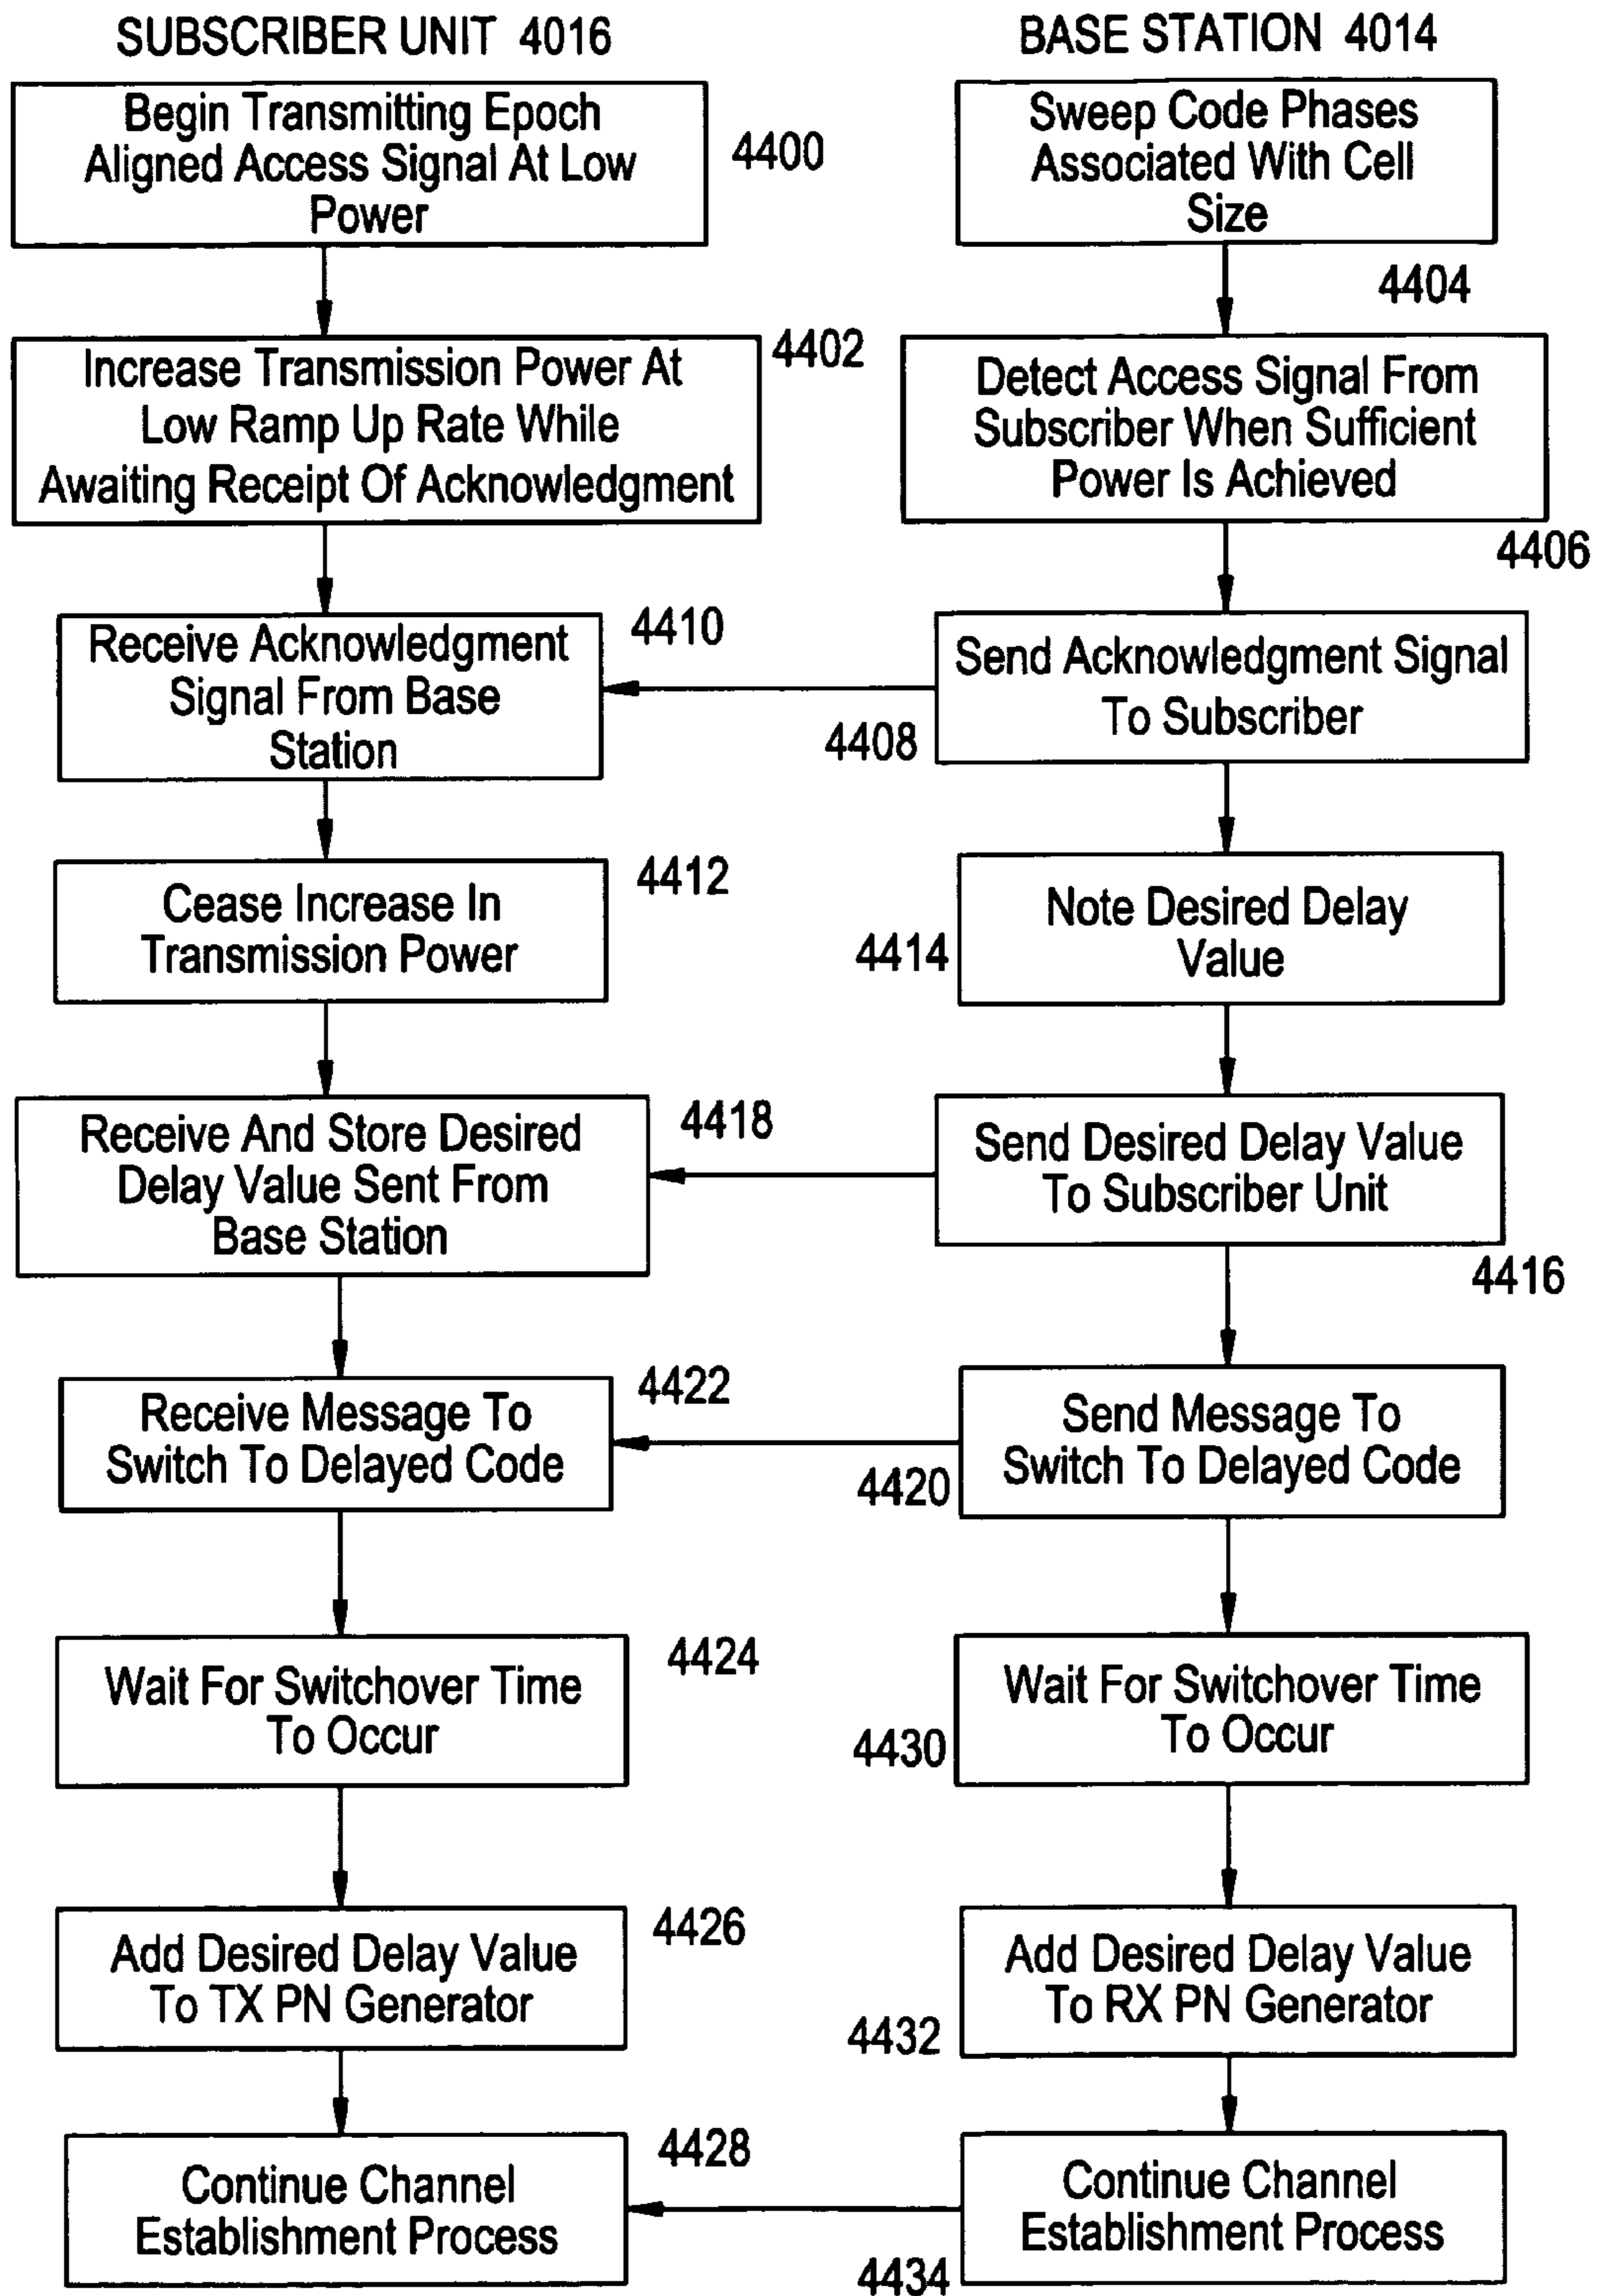 SUBSCRIBER UNIT 4016
BASE STATION 4014
Begin Transmitting Epoch
Aligned Access Signal At Low
Power
4400
Sweep Code Phases
Associated With Cell
Size
4404
Increase Transmission Power At
Low Ramp Up Rate While
Awaiting Receipt Of Acknowledgment
4402
Detect Access Signal From
Subscriber When Sufficient
Power Is Achieved
4406
Receive Acknowledgment
Signal From Base
Station
4410
Send Acknowledgment Signal
To Subscriber
4408
Cease Increase In
Transmission Power
4412
Note Desired Delay
Value
4414
Receive And Store Desired
Delay Value Sent From
Base Station
4418
Send Desired Delay Value
To Subscriber Unit
4416
Receive Message To
Switch To Delayed Code
4422
Send Message To
Switch To Delayed Code
4420
Wait For Switchover Time
To Occur
4424
Wait For Switchover Time
To Occur
4430
Add Desired Delay Value
To TX PN Generator
4426
Add Desired Delay Value
To RX PN Generator
4432
Continue Channel
Establishment Process
4428
Continue Channel
Establishment Process
4434